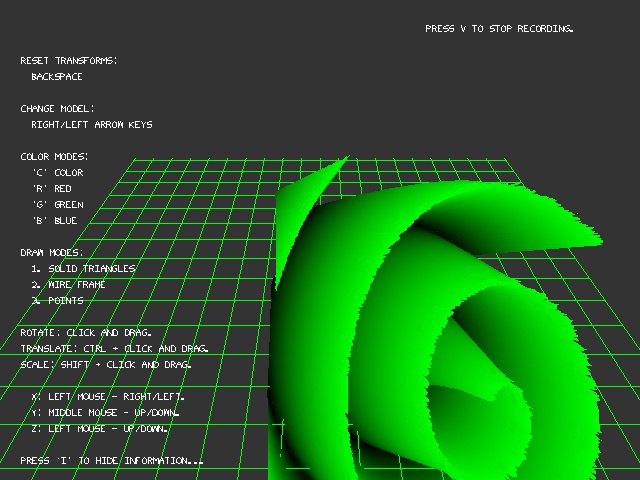 PRESS V TO STOP RECORDING.
RESET TRANSFORMS:
BACKSPACE
CHANGE MODEL:
RIGHT/LEFT ARROW KEYS
COLOR MODES:
'C' COLOR
'R' RED
'G' GREEN
'B' BLUE
DRAW MODES:
1. SOLID TRIANGLES
2. WIRE FRAME
3. POINTS
ROTATE: CLICK AND DRAG.
TRANSLATE: CTRL + CLICK AND DRAG.
SCALE: SHIFT + CLICK AND DRAG.
X: LEFT MOUSE - RIGHT/LEFT.
Y: MIDDLE MOUSE - UP/DOWN.
Z: LEFT MOUSE - UP/DOWN.
PRESS 'I' TO HIDE INFORMATION...